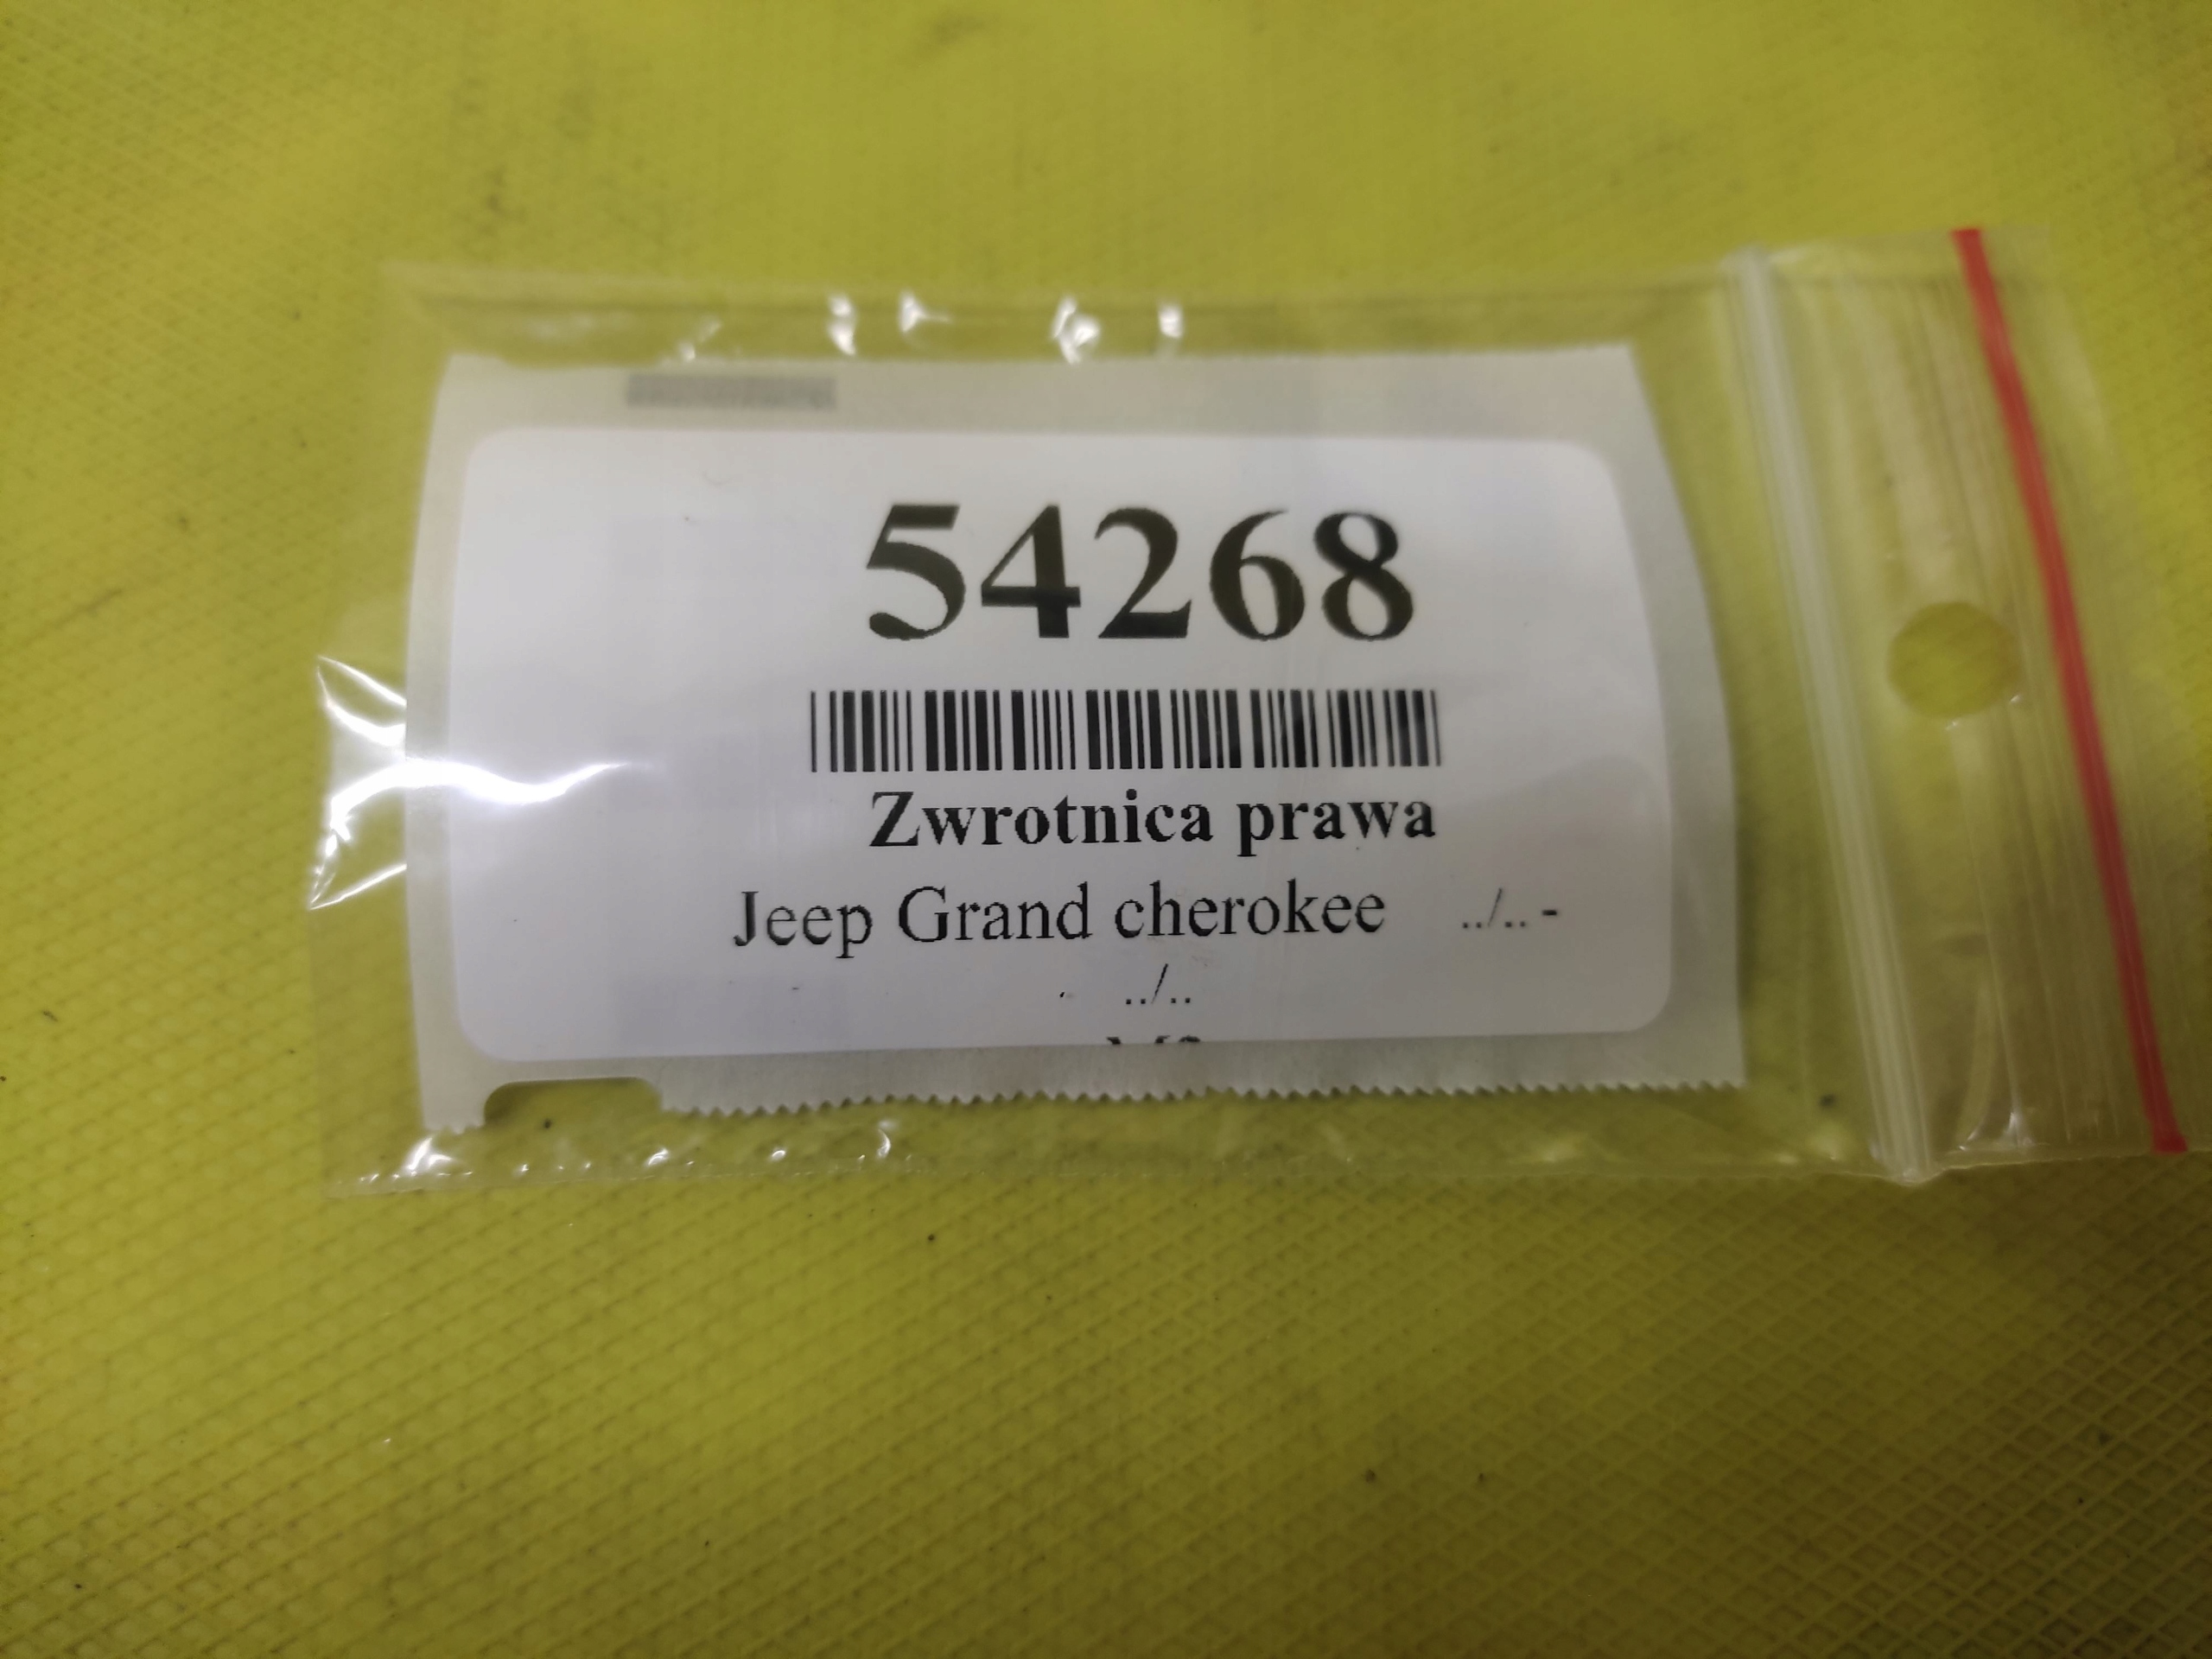 54268
Zwrotnica prawa
Jeep Grand cherokee ../.. -
../..